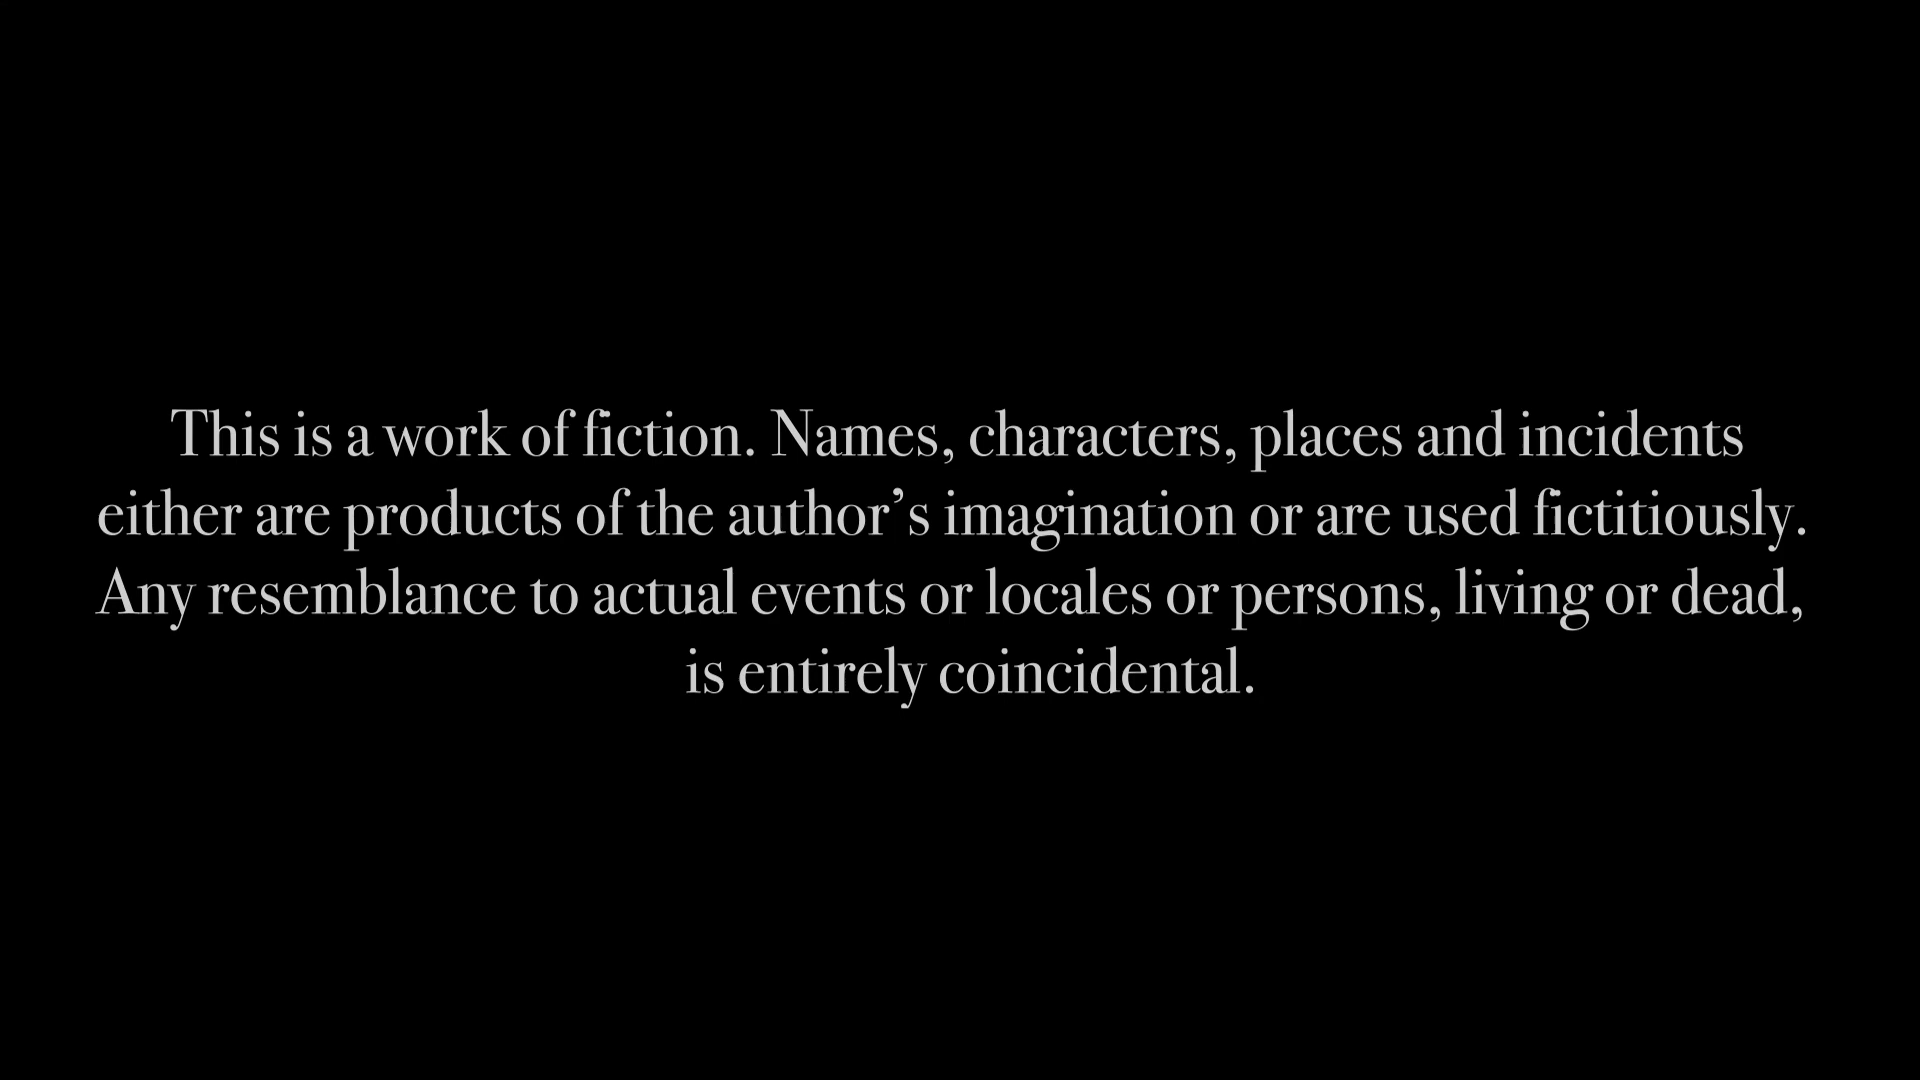 This is a work of fiction. Names, characters, places and incidents
either are products of the author’s imagination or are used fictitiously.
Any resemblance to actual events or locales or persons, living or dead,
is entirely coincidental.